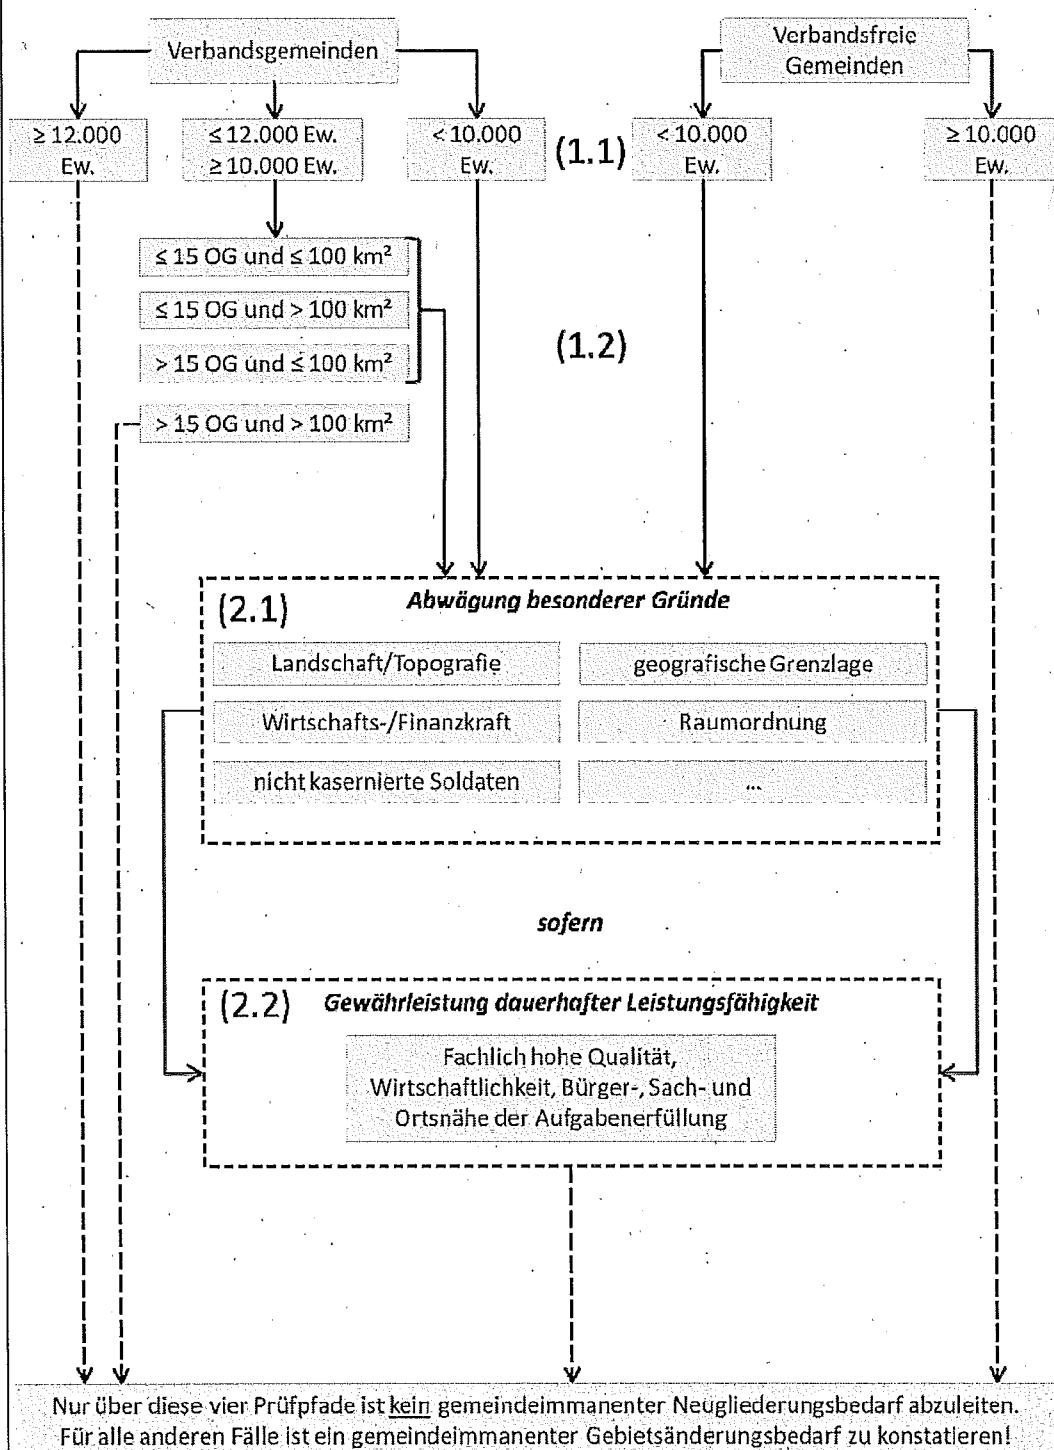 Verbandsgemeinden
Verbandsfreie
Gemeinden
≥ 12.000
Ew.
≤ 12.000 Ew.
≥ 10.000 Ew.
< 10.000
Ew.
(1.1)
< 10.000
Ew.
≥ 10.000
Ew.
≤ 15 OG und ≤ 100 km²
≤ 15 OG und > 100 km²
> 15 OG und ≤ 100 km²
> 15 OG und > 100 km²
(1.2)
(2.1)
Abwägung besonderer Gründe
Landschaft/Topografie
geografische Grenzlage
Wirtschafts-/Finanzkraft
Raumordnung
nicht kasernierte Soldaten
...
sofern
(2.2)
Gewährleistung dauerhafter Leistungsfähigkeit
Fachlich hohe Qualität,
Wirtschaftlichkeit, Bürger-, Sach- und
Ortsnähe der Aufgabenerfüllung
Nur über diese vier Prüfpfade ist kein gemeindeimmanenter Neugliederungsbedarf abzuleiten.
Für alle anderen Fälle ist ein gemeindeimmanenter Gebietsänderungsbedarf zu konstatieren!